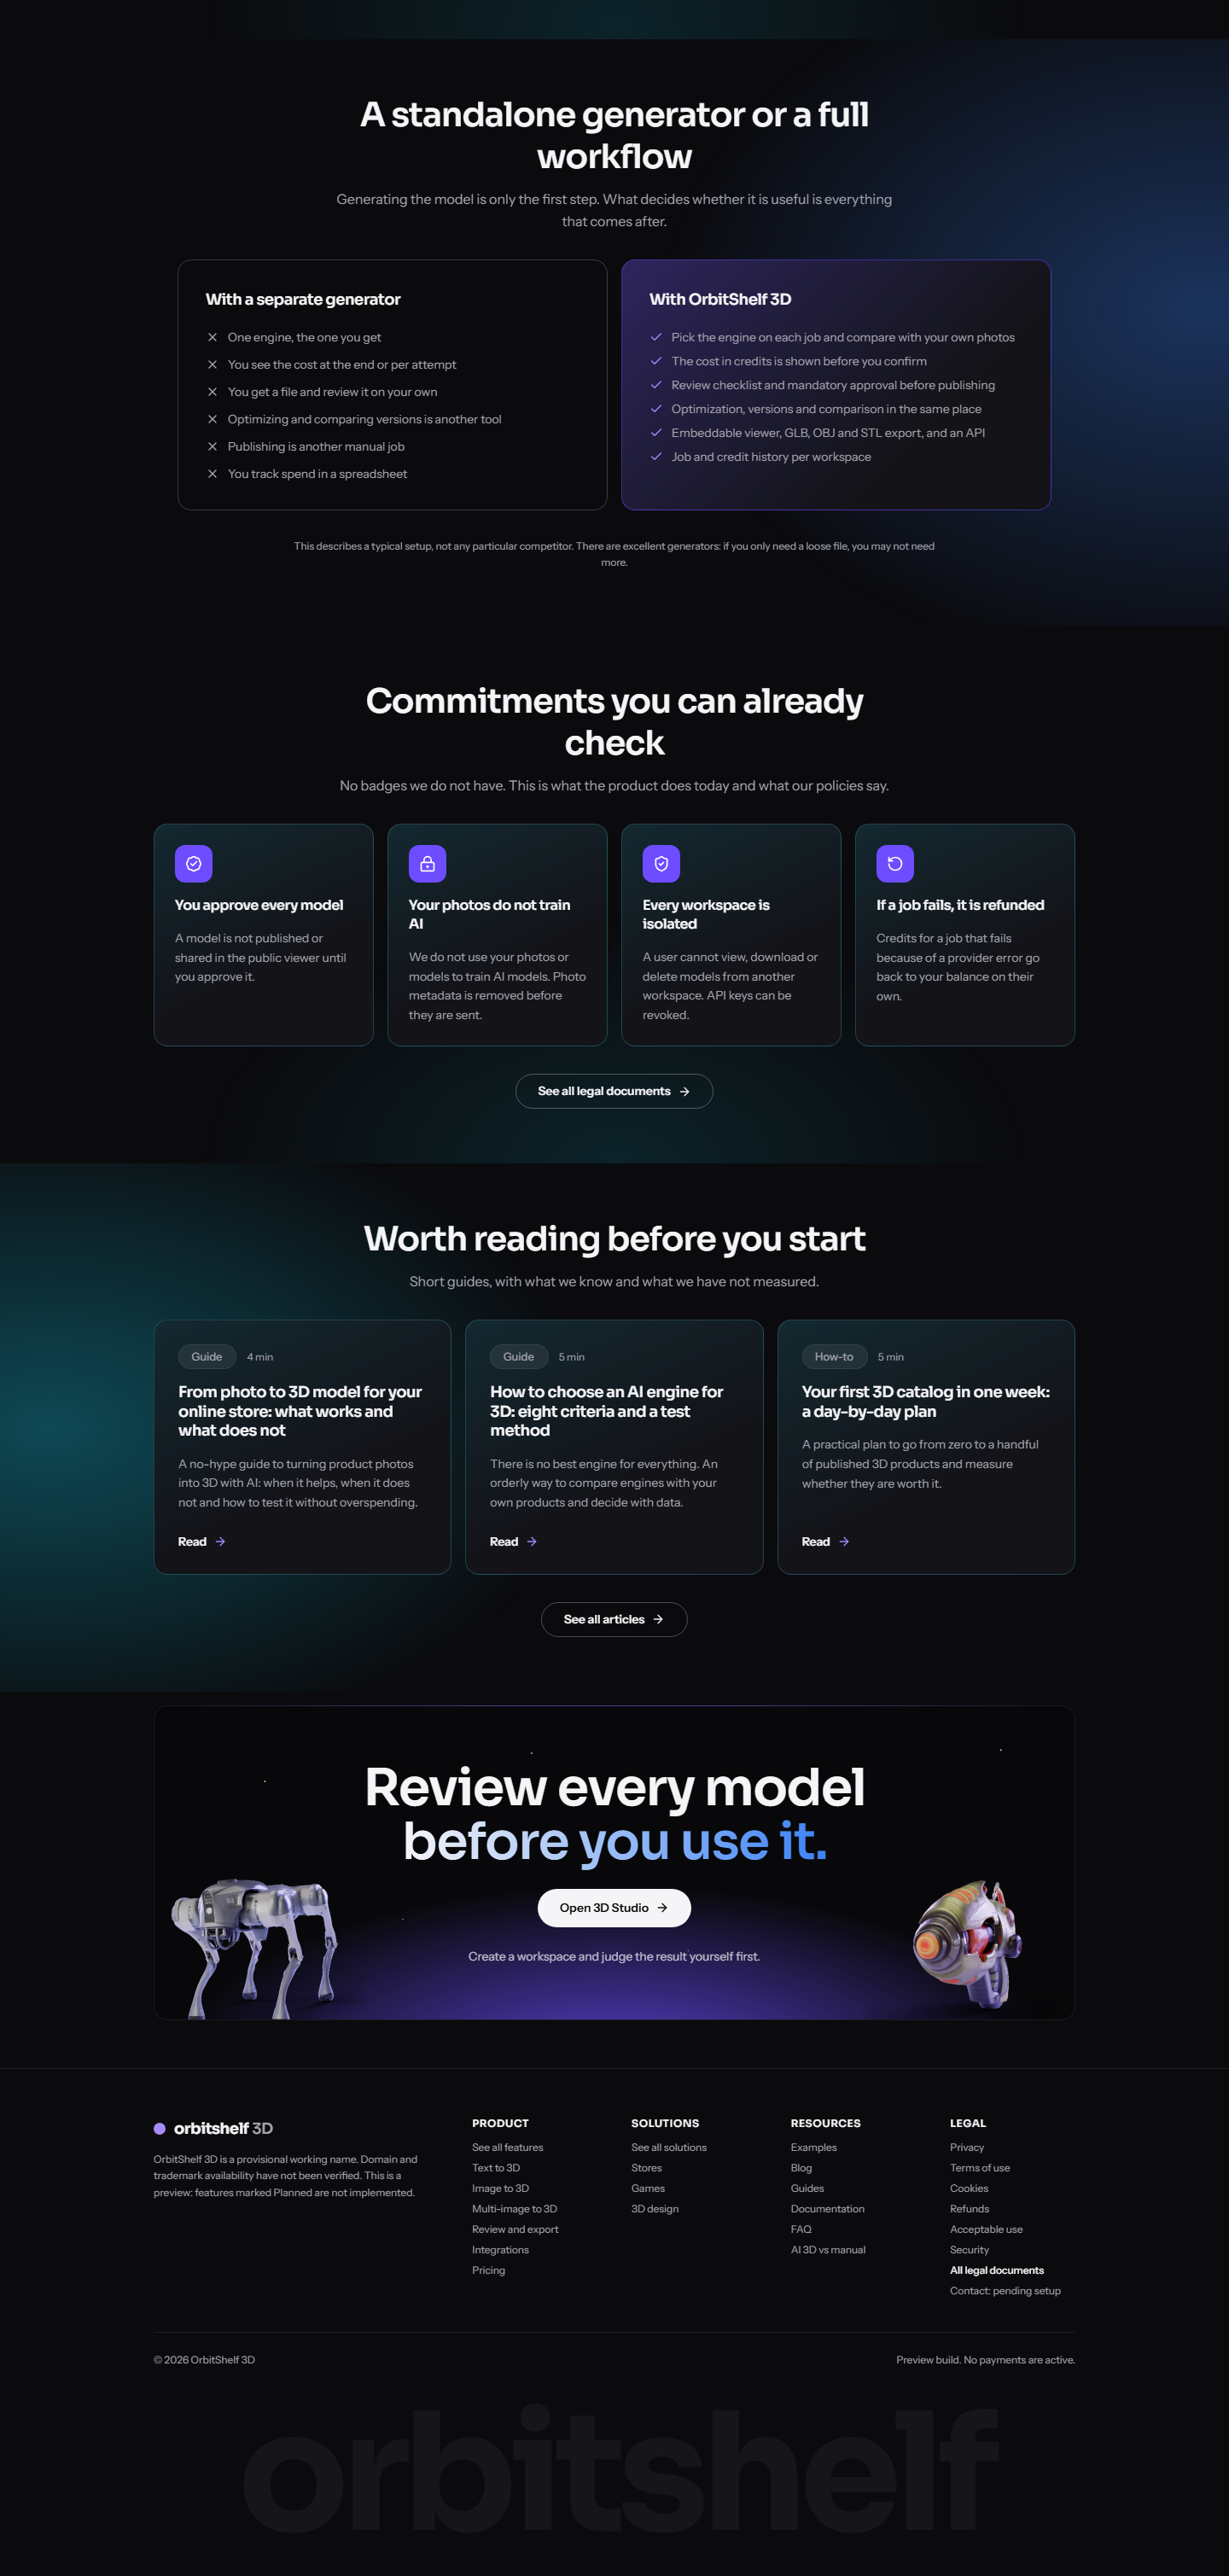 A standalone generator or a full
workflow
Generating the model is only the first step. What decides whether it is useful is everything
that comes after.
With a separate generator
One engine, the one you get
You see the cost at the end or per attempt
You get a file and review it on your own
Optimizing and comparing versions is another tool
Publishing is another manual job
You track spend in a spreadsheet
With OrbitShelf 3D
Pick the engine on each job and compare with your own photos
The cost in credits is shown before you confirm
Review checklist and mandatory approval before publishing
Optimization, versions and comparison in the same place
Embeddable viewer, GLB, OBJ and STL export, and an API
Job and credit history per workspace
This describes a typical setup, not any particular competitor. There are excellent generators: if you only need a loose file, you may not need
more.
Commitments you can already
check
No badges we do not have. This is what the product does today and what our policies say.
You approve every model
A model is not published or
shared in the public viewer until
you approve it.
Your photos do not train
AI
We do not use your photos or
models to train AI models. Photo
metadata is removed before
they are sent.
Every workspace is
isolated
A user cannot view, download or
delete models from another
workspace. API keys can be
revoked.
If a job fails, it is refunded
Credits for a job that fails
because of a provider error go
back to your balance on their
own.
See all legal documents
Worth reading before you start
Short guides, with what we know and what we have not measured.
Guide 4 min
From photo to 3D model for your
online store: what works and
what does not
A no-hype guide to turning product photos
into 3D with AI: when it helps, when it does
not and how to test it without overspending.
Read
Guide 5 min
How to choose an AI engine for
3D: eight criteria and a test
method
There is no best engine for everything. An
orderly way to compare engines with your
own products and decide with data.
Read
How-to 5 min
Your first 3D catalog in one week:
a day-by-day plan
A practical plan to go from zero to a handful
of published 3D products and measure
whether they are worth it.
Read
See all articles
Review every model
before you use it.
Open 3D Studio
Create a workspace and judge the result yourself first.
orbitshelf 3D
OrbitShelf 3D is a provisional working name. Domain and
trademark availability have not been verified. This is a
preview: features marked Planned are not implemented.
PRODUCT
See all features
Text to 3D
Image to 3D
Multi-image to 3D
Review and export
Integrations
Pricing
SOLUTIONS
See all solutions
Stores
Games
3D design
RESOURCES
Examples
Blog
Guides
Documentation
FAQ
AI 3D vs manual
LEGAL
Privacy
Terms of use
Cookies
Refunds
Acceptable use
Security
All legal documents
Contact: pending setup
© 2026 OrbitShelf 3D
Preview build. No payments are active.
orbitshelf